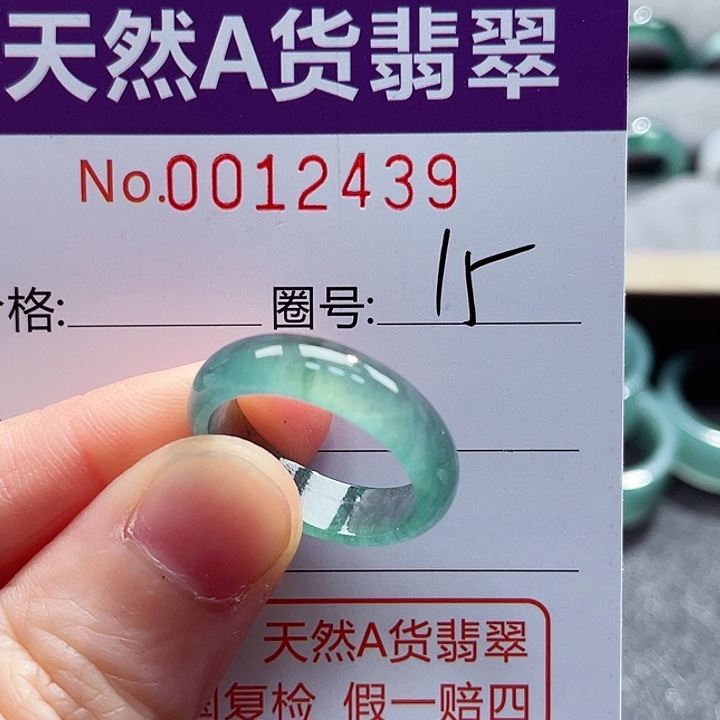 天然A货翡翠
No.0012439
格:
圈号: 15
天然A货翡翠
国复检 假一赔四